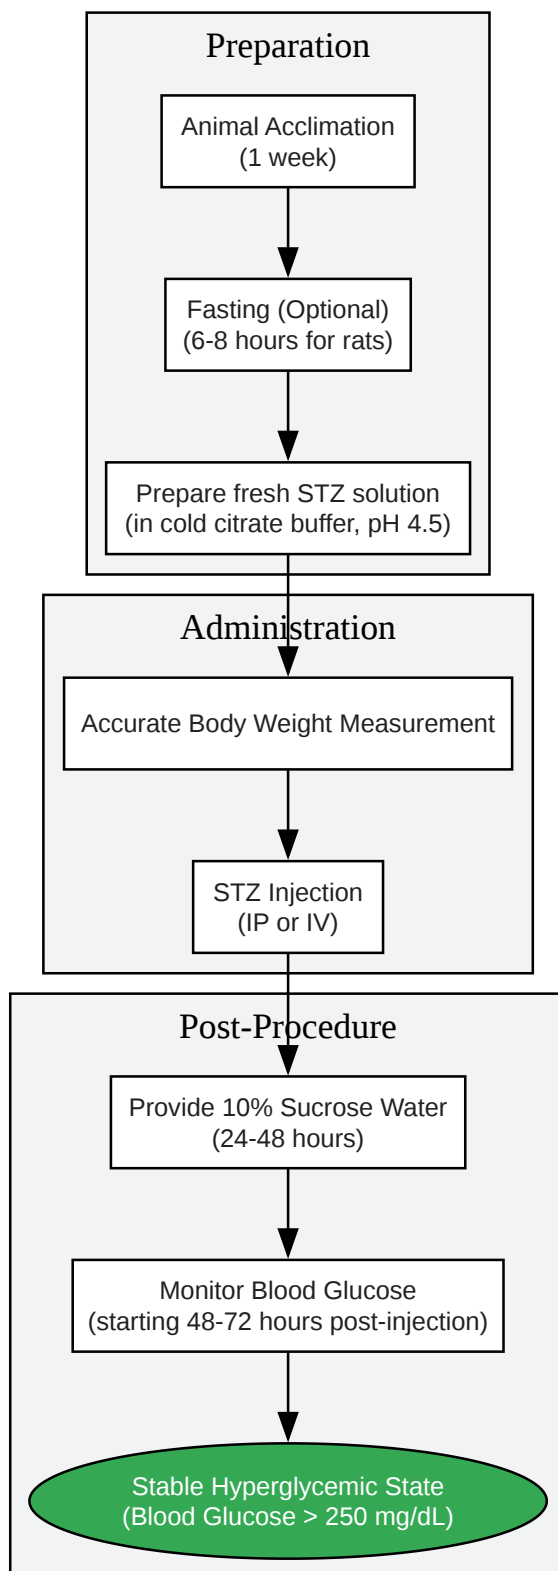 Preparation
Animal Acclimation
(1 week)
Fasting (Optional)
(6-8 hours for rats)
Prepare fresh STZ solution
(in cold citrate buffer, pH 4.5)
Administration
Accurate Body Weight Measurement
STZ Injection
(IP or IV)
Post-Procedure
Provide 10% Sucrose Water
(24-48 hours)
Monitor Blood Glucose
(starting 48-72 hours post-injection)
Stable Hyperglycemic State
(Blood Glucose > 250 mg/dL)